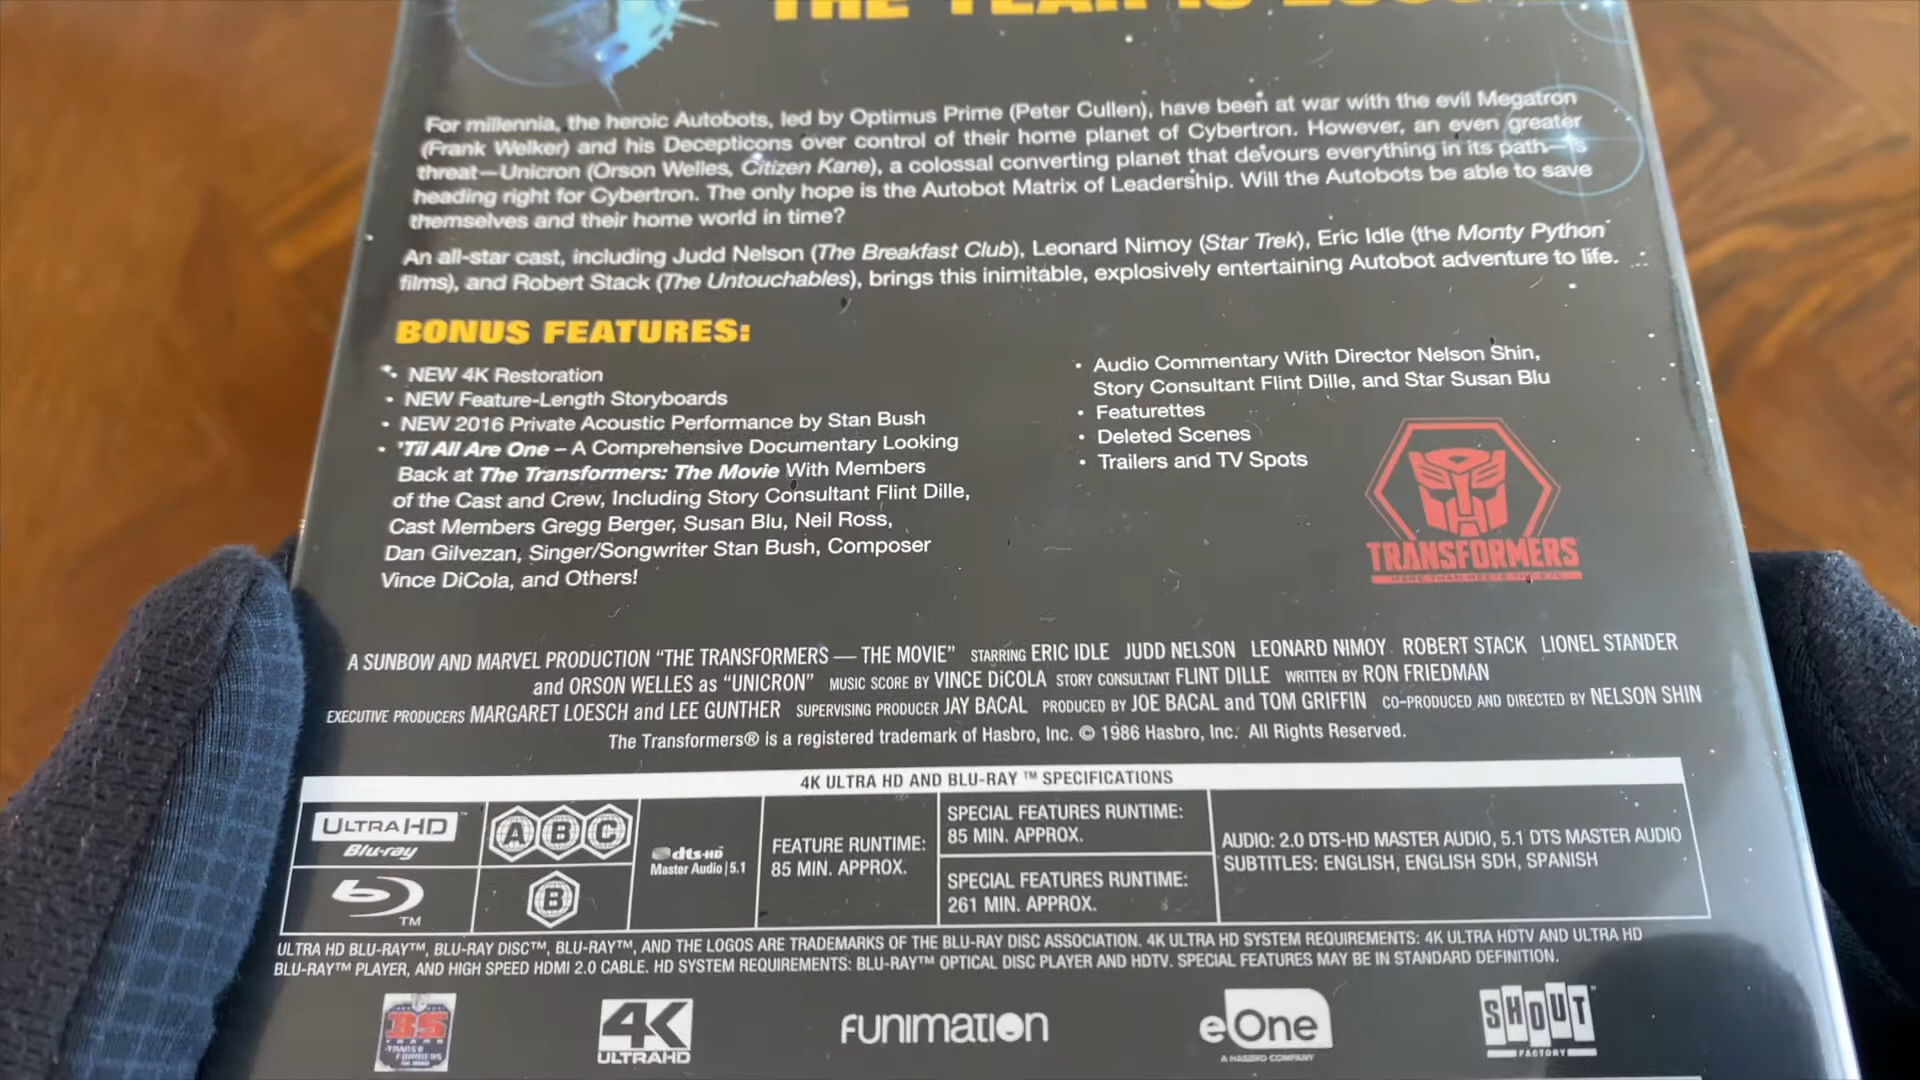 THE YEAR IS
For millennia, the heroic Autobots, led by Optimus Prime (Peter Cullen), have been at war with the evil Megatron
(Frank Welker) and his Decepticons over control of their home planet of Cybertron. However, an even greater
threat—Unicron (Orson Welles, Citizen Kane), a colossal converting planet that devours everything in its path—is
heading right for Cybertron. The only hope is the Autobot Matrix of Leadership. Will the Autobots be able to save
themselves and their home world in time?
An all-star cast, including Judd Nelson (The Breakfast Club), Leonard Nimoy (Star Trek), Eric Idle (the Monty Python
films), and Robert Stack (The Untouchables), brings this inimitable, explosively entertaining Autobot adventure to life.
BONUS FEATURES:
• NEW 4K Restoration
• NEW Feature-Length Storyboards
• NEW 2016 Private Acoustic Performance by Stan Bush
• 'Til All Are One – A Comprehensive Documentary Looking
Back at The Transformers: The Movie With Members
of the Cast and Crew, Including Story Consultant Flint Dille,
Cast Members Gregg Berger, Susan Blu, Neil Ross,
Dan Gilvezan, Singer/Songwriter Stan Bush, Composer
Vince DiCola, and Others!
• Audio Commentary With Director Nelson Shin,
Story Consultant Flint Dille, and Star Susan Blu
• Featurettes
• Deleted Scenes
• Trailers and TV Spots
TRANSFORMERS
MORE THAN MEETS THE EYE
A SUNBOW AND MARVEL PRODUCTION "THE TRANSFORMERS — THE MOVIE" STARRING ERIC IDLE JUDD NELSON LEONARD NIMOY ROBERT STACK LIONEL STANDER
and ORSON WELLES as "UNICRON" MUSIC SCORE BY VINCE DiCOLA STORY CONSULTANT FLINT DILLE WRITTEN BY RON FRIEDMAN
EXECUTIVE PRODUCERS MARGARET LOESCH and LEE GUNTHER SUPERVISING PRODUCER JAY BACAL PRODUCED BY JOE BACAL and TOM GRIFFIN CO-PRODUCED AND DIRECTED BY NELSON SHIN
The Transformers® is a registered trademark of Hasbro, Inc. © 1986 Hasbro, Inc. All Rights Reserved.
4K ULTRA HD AND BLU-RAY™ SPECIFICATIONS
ULTRA HD™
Blu-ray
A B C
™
B
dts-HD™
Master Audio | 5.1
FEATURE RUNTIME:
85 MIN. APPROX.
SPECIAL FEATURES RUNTIME:
85 MIN. APPROX.
SPECIAL FEATURES RUNTIME:
261 MIN. APPROX.
AUDIO: 2.0 DTS-HD MASTER AUDIO, 5.1 DTS MASTER AUDIO
SUBTITLES: ENGLISH, ENGLISH SDH, SPANISH
ULTRA HD BLU-RAY™, BLU-RAY DISC™, BLU-RAY™, AND THE LOGOS ARE TRADEMARKS OF THE BLU-RAY DISC ASSOCIATION. 4K ULTRA HD SYSTEM REQUIREMENTS: 4K ULTRA HDTV AND ULTRA HD
BLU-RAY™ PLAYER, AND HIGH SPEED HDMI 2.0 CABLE. HD SYSTEM REQUIREMENTS: BLU-RAY™ OPTICAL DISC PLAYER AND HDTV. SPECIAL FEATURES MAY BE IN STANDARD DEFINITION.
35
YEARS
TRANSFORMERS
4K
ULTRA HD
FUNIMATION
eOne
A HASBRO COMPANY
SHOUT™
FACTORY